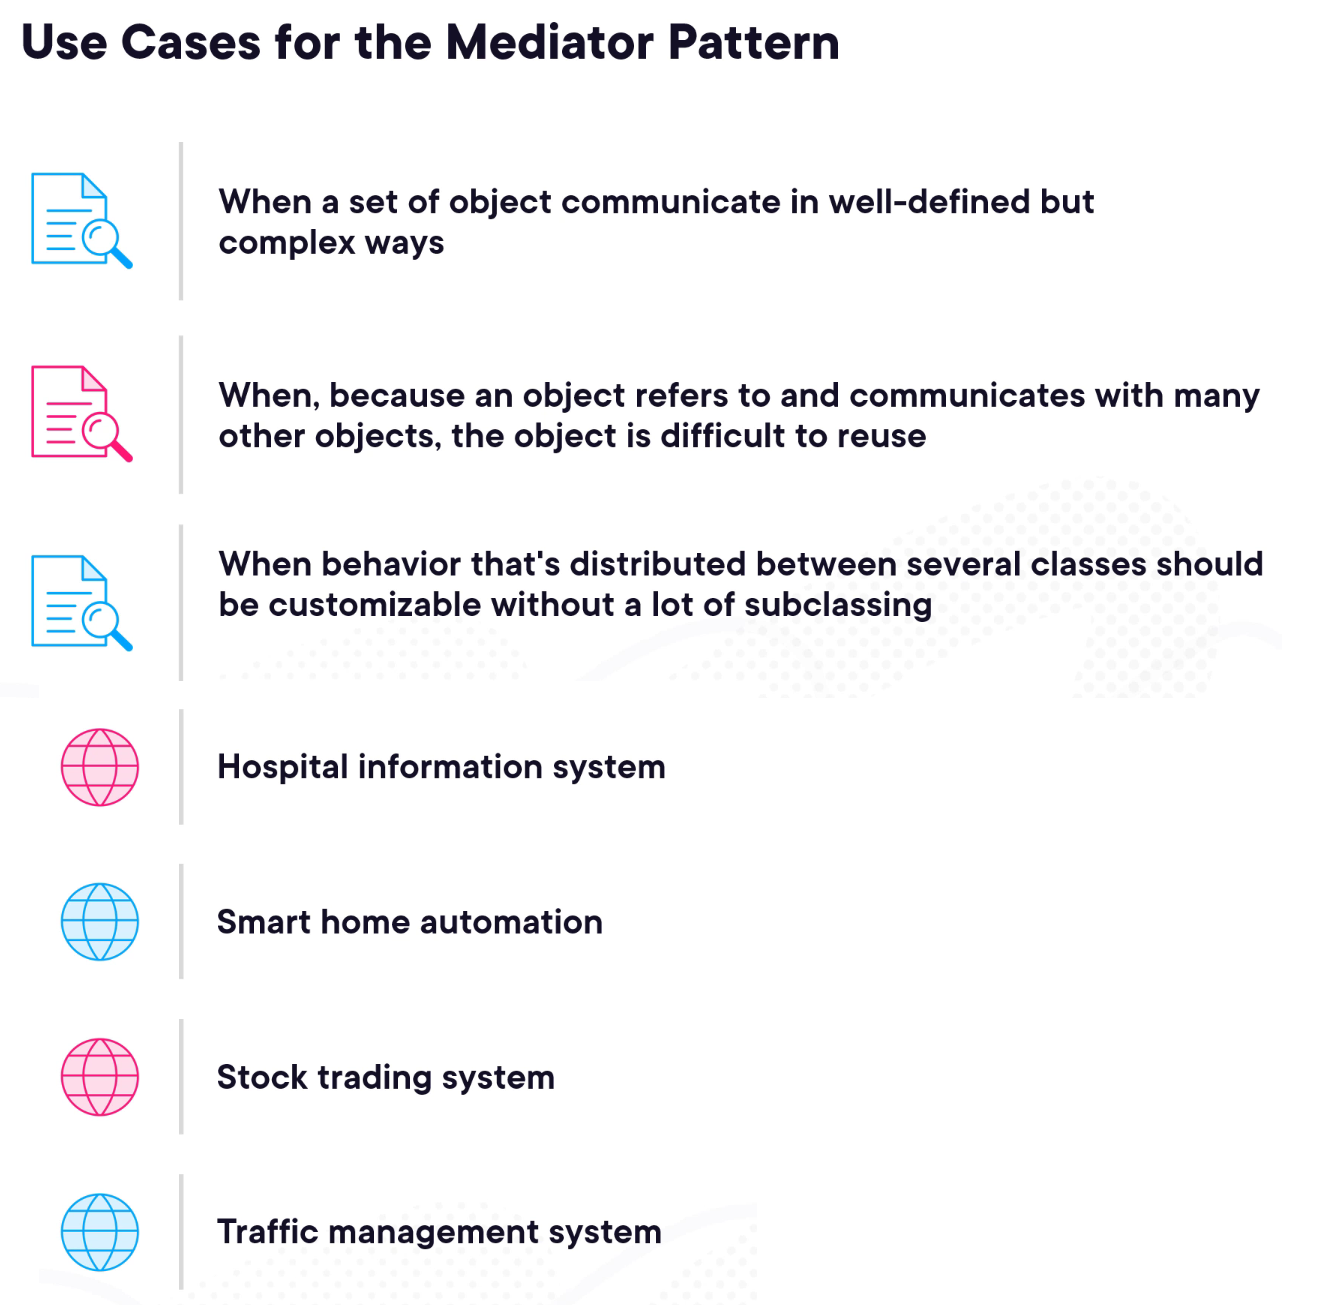 Use Cases for the Mediator Pattern
When a set of object communicate in well-defined but
complex ways
When, because an object refers to and communicates with many
other objects, the object is difficult to reuse
When behavior that's distributed between several classes should
be customizable without a lot of subclassing
Hospital information system
Smart home automation
Stock trading system
Traffic management system